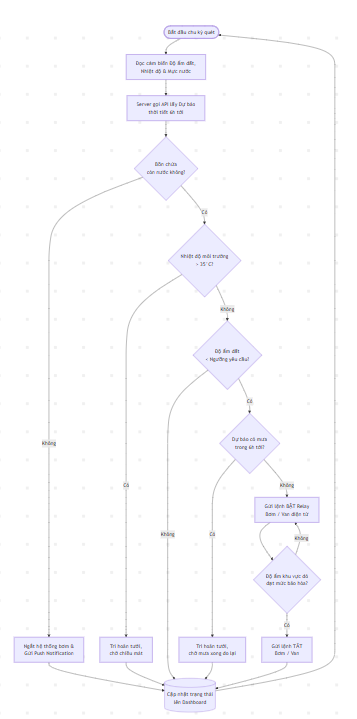 Bắt đầu chu kỳ quét
Đọc cảm biến Độ ẩm đất,
Nhiệt độ & Mực nước
Server gọi API lấy Dự báo
thời tiết 6h tới
Bồn chứa
còn nước không?
Có
Nhiệt độ môi trường
> 35°C?
Không
Độ ẩm đất
< Ngưỡng yêu cầu?
Có
Dự báo có mưa
trong 6h tới?
Không
Có
Không
Có
Không
Gửi lệnh BẬT Relay
Bơm / Van điện từ
Không
Độ ẩm khu vực đó
đạt mức bão hòa?
Có
Ngắt hệ thống bơm &
Gửi Push Notification
Trì hoãn tưới,
chờ chiều mát
Trì hoãn tưới,
chờ mưa xong đo lại
Gửi lệnh TẮT
Bơm / Van
Cập nhật trạng thái
lên Dashboard